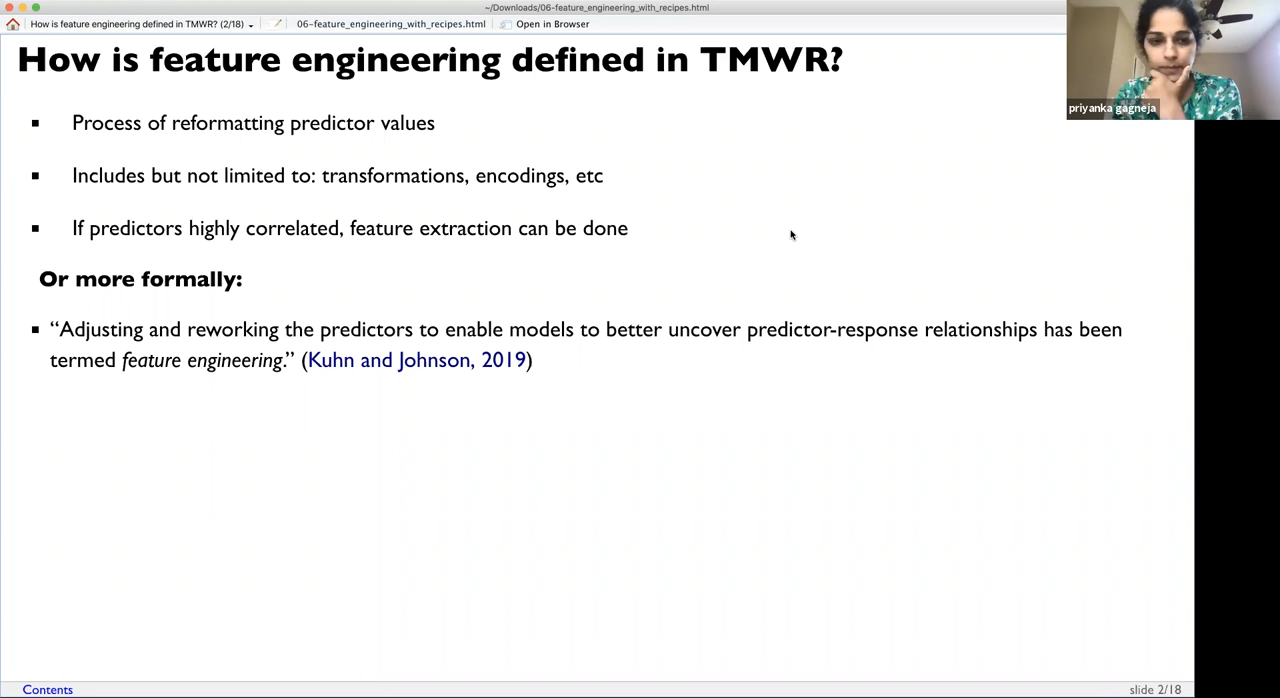 ~/Downloads/06-feature_engineering_with_recipes.html
How is feature engineering defined in TMWR? (2/18)
06-feature_engineering_with_recipes.html
Open in Browser
How is feature engineering defined in TMWR?
priyanka gagneja
Process of reformatting predictor values
Includes but not limited to: transformations, encodings, etc
If predictors highly correlated, feature extraction can be done
Or more formally:
“Adjusting and reworking the predictors to enable models to better uncover predictor-response relationships has been
termed feature engineering.” (Kuhn and Johnson, 2019)
Contents
slide 2/18